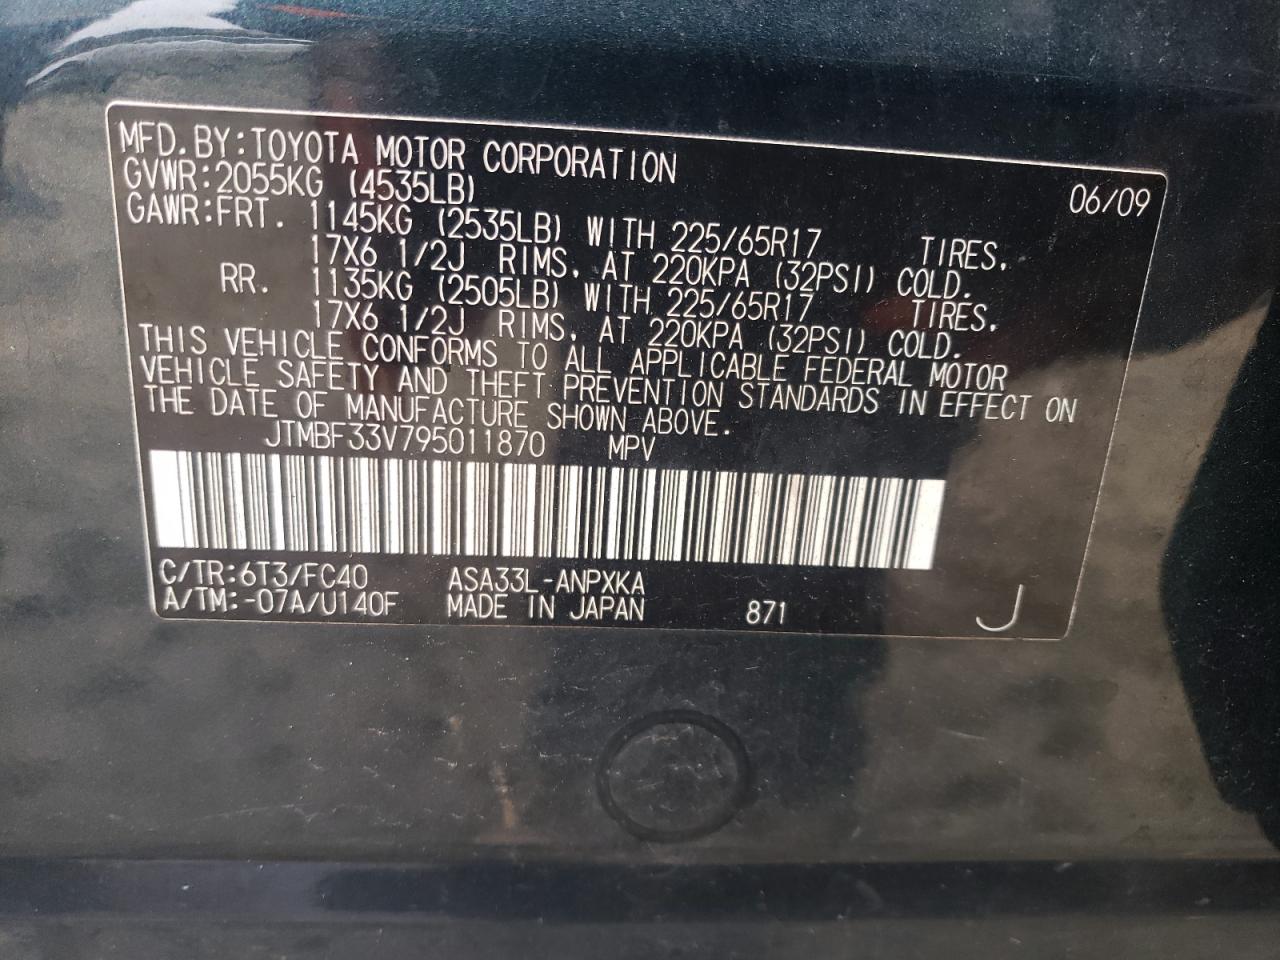 MFD.BY:TOYOTA MOTOR CORPORATION 06/09
GVWR:2055KG (4535LB)
GAWR:FRT. 1145KG (2535LB) WITH 225/65R17 TIRES,
17X6 1/2J RIMS, AT 220KPA (32PSI) COLD.
RR. 1135KG (2505LB) WITH 225/65R17 TIRES,
17X6 1/2J RIMS, AT 220KPA (32PSI) COLD.
THIS VEHICLE CONFORMS TO ALL APPLICABLE FEDERAL MOTOR
VEHICLE SAFETY AND THEFT PREVENTION STANDARDS IN EFFECT ON
THE DATE OF MANUFACTURE SHOWN ABOVE.
JTMBF33V795011870 MPV
C/TR:6T3/FC40 ASA33L-ANPXKA
A/TM:-07A/U140F MADE IN JAPAN 871 J